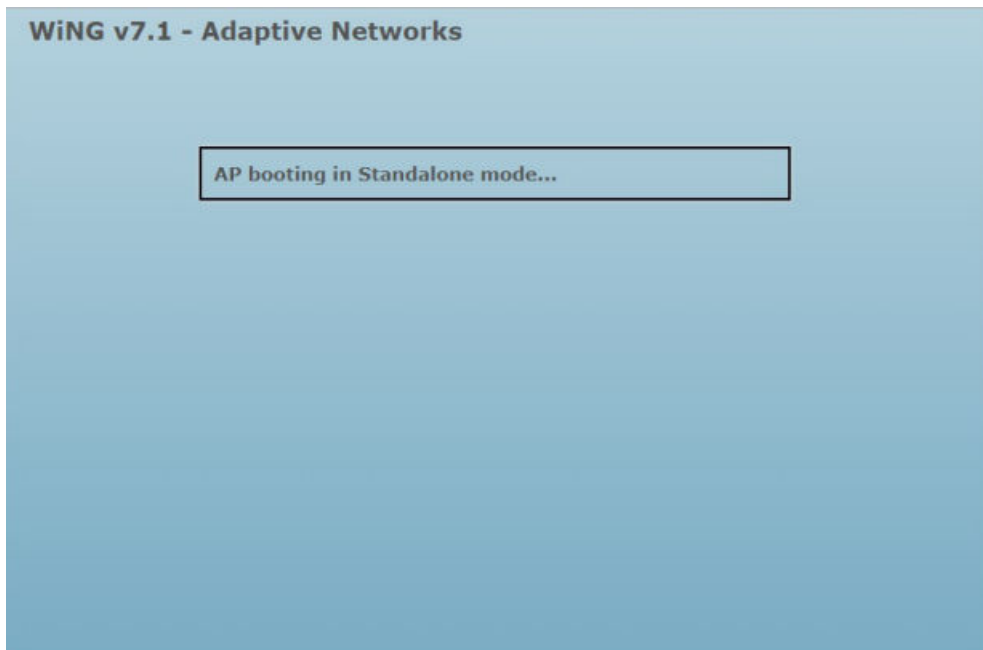 WiNG v7.1 - Adaptive Networks
AP booting in Standalone mode...